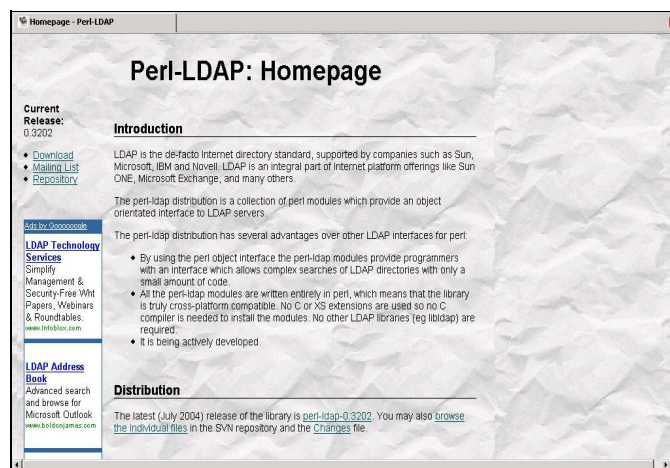 Homepage - Perl-LDAP
Perl-LDAP: Homepage
Current
Release:
0.3202
Download
Mailing List
Repository
Ads by Goooooogle
LDAP Technology
Services
Simplify
Management &
Security-Free Wht
Papers, Webinars
& Roundtables.
www.Infoblox.com
LDAP Address
Book
Advanced search
and browse for
Microsoft Outlook
www.boldonjames.com
Introduction
LDAP is the de-facto Internet directory standard, supported by companies such as Sun,
Microsoft, IBM and Novell. LDAP is an integral part of Internet platform offerings like Sun
ONE, Microsoft Exchange, and many others.
The perl-ldap distribution is a collection of perl modules which provide an object
orientated interface to LDAP servers.
The perl-ldap distribution has several advantages over other LDAP interfaces for perl:
By using the perl object interface the perl-ldap modules provide programmers
with an interface which allows complex searches of LDAP directories with only a
small amount of code.
All the perl-ldap modules are written entirely in perl, which means that the library
is truly cross-platform compatible. No C or XS extensions are used so no C
compiler is needed to install the modules. No other LDAP libraries (eg libldap) are
required.
It is being actively developed.
Distribution
The latest (July 2004) release of the library is perl-ldap-0.3202. You may also browse
the individual files in the SVN repository and the Changes file.